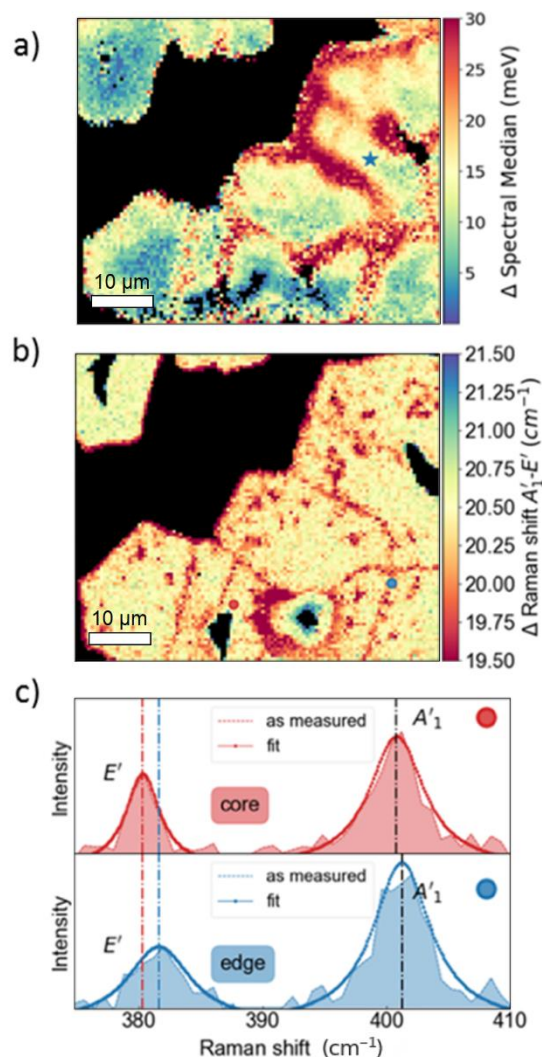 a)
30
25
20
15
10
5
Δ Spectral Median (meV)
10 μm
b)
21.50
21.25
21.00
20.75
20.50
20.25
20.00
19.75
19.50
Δ Raman shift A′₁-E′ (cm⁻¹)
10 μm
c)
Intensity
E′
as measured
fit
core
A′₁
Intensity
E′
as measured
fit
edge
A′₁
380 390 400 410
Raman shift (cm⁻¹)